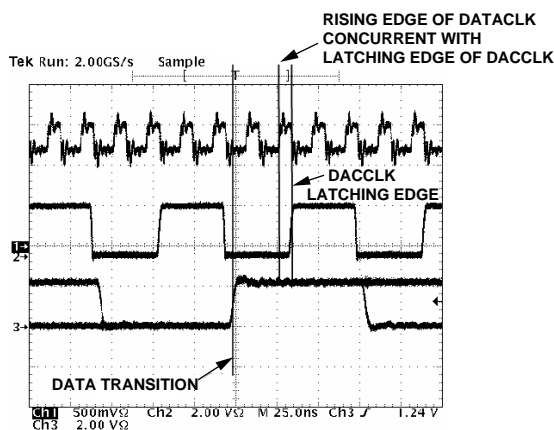 RISING EDGE OF DATACLK
CONCURRENT WITH
LATCHING EDGE OF DACCLK
Tek Run: 2.00GS/s Sample
[ T ]
DACCLK
LATCHING EDGE
1→
2→
3→
DATA TRANSITION
Ch1 500mVΩ Ch2 2.00 VΩ M 25.0ns Ch3 ƒ 1.24 V
Ch3 2.00 VΩ